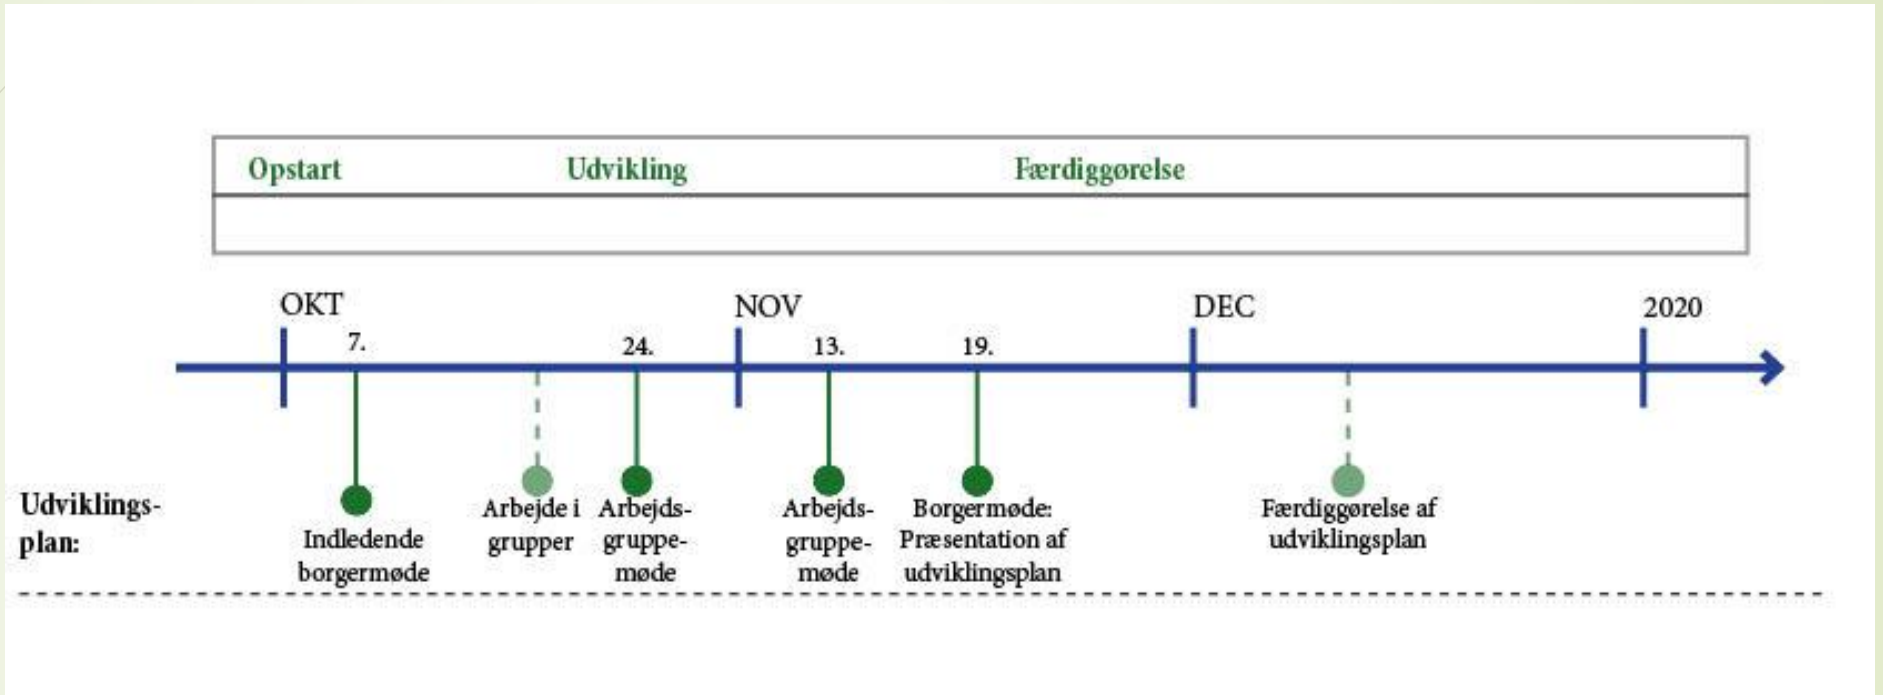 Opstart Udvikling Færdiggørelse
OKT NOV DEC 2020
7. 24. 13. 19.
Udviklings-
plan:
Indledende
borgermøde
Arbejde i
grupper
Arbejds-
gruppe-
møde
Arbejds-
gruppe-
møde
Borgermøde:
Præsentation af
udviklingsplan
Færdiggørelse af
udviklingsplan